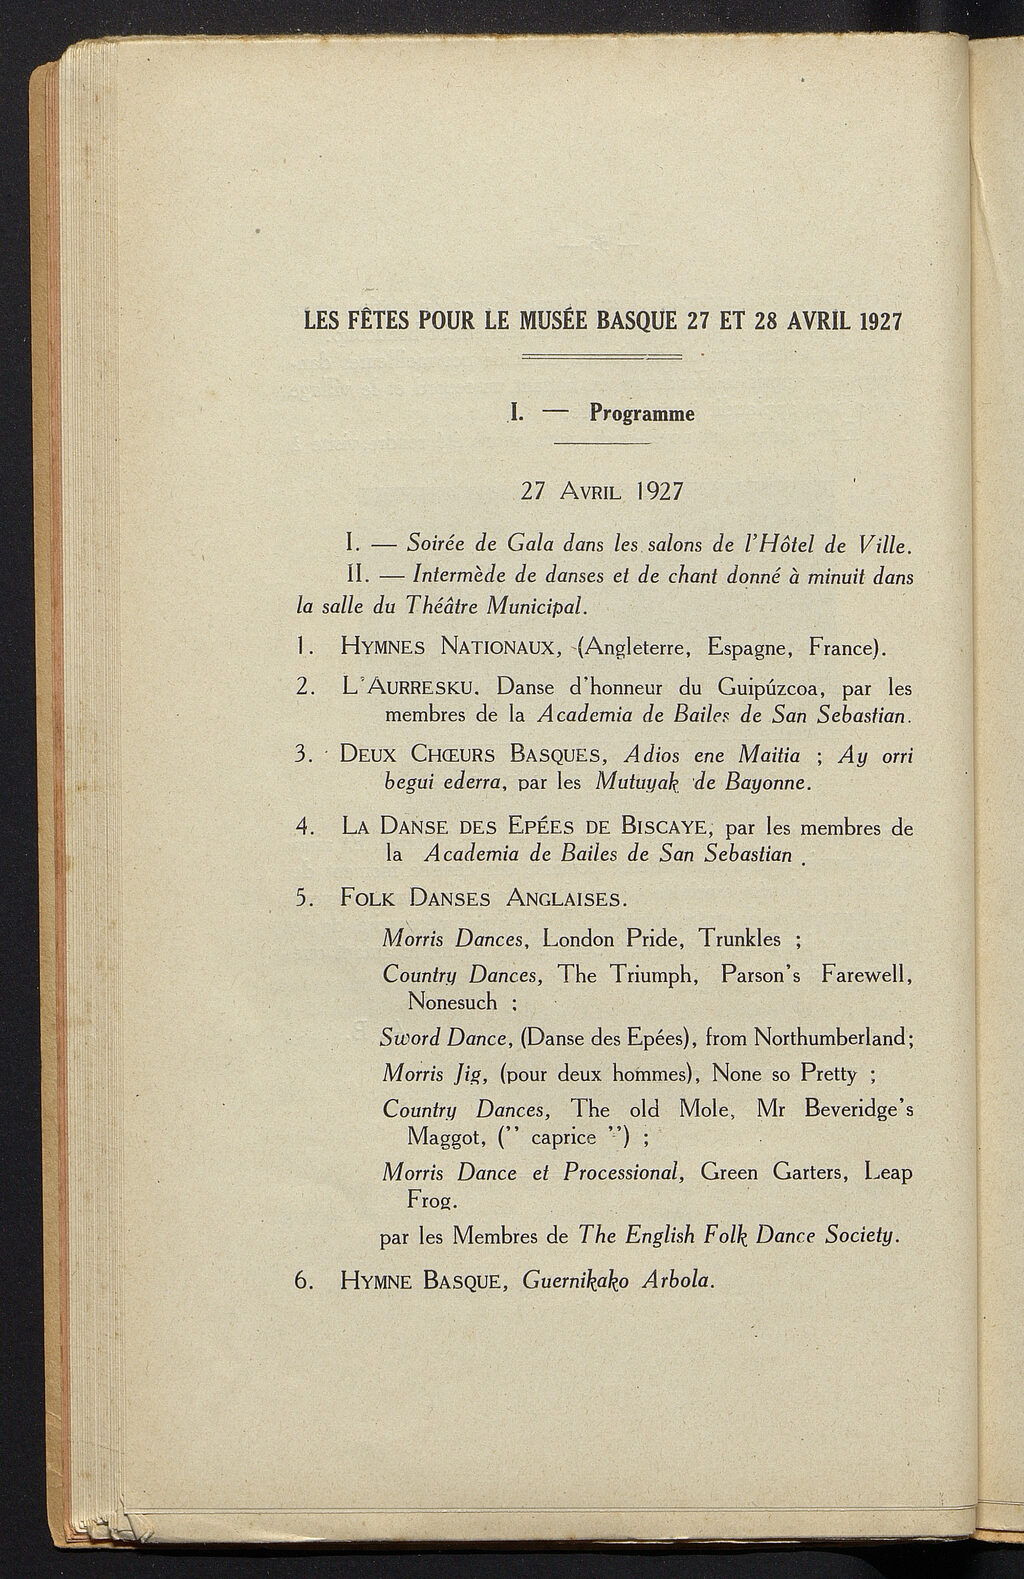 LES FÊTES POUR LE MUSÉE BASQUE 27 ET 28 AVRIL 1927
I. — Programme
27 AVRIL 1927
I. — Soirée de Gala dans les salons de l'Hôtel de Ville.
II. — Intermède de danses et de chant donné à minuit dans
la salle du Théâtre Municipal.
1. HYMNES NATIONAUX, (Angleterre, Espagne, France).
2. L'AURRESKU. Danse d'honneur du Guipúzcoa, par les
membres de la Academia de Bailes de San Sebastian.
3. DEUX CHŒURS BASQUES, Adios ene Maitia ; Ay orri
begui ederra, par les Mutuyak de Bayonne.
4. LA DANSE DES EPÉES DE BISCAYE, par les membres de
la Academia de Bailes de San Sebastian .
5. FOLK DANSES ANGLAISES.
Morris Dances, London Pride, Trunkles ;
Country Dances, The Triumph, Parson's Farewell,
Nonesuch ;
Sword Dance, (Danse des Epées), from Northumberland;
Morris Jig, (pour deux hommes), None so Pretty ;
Country Dances, The old Mole, Mr Beveridge's
Maggot, (" caprice ") ;
Morris Dance et Processional, Green Garters, Leap
Frog.
par les Membres de The English Folk Dance Society.
6. HYMNE BASQUE, Guernikako Arbola.